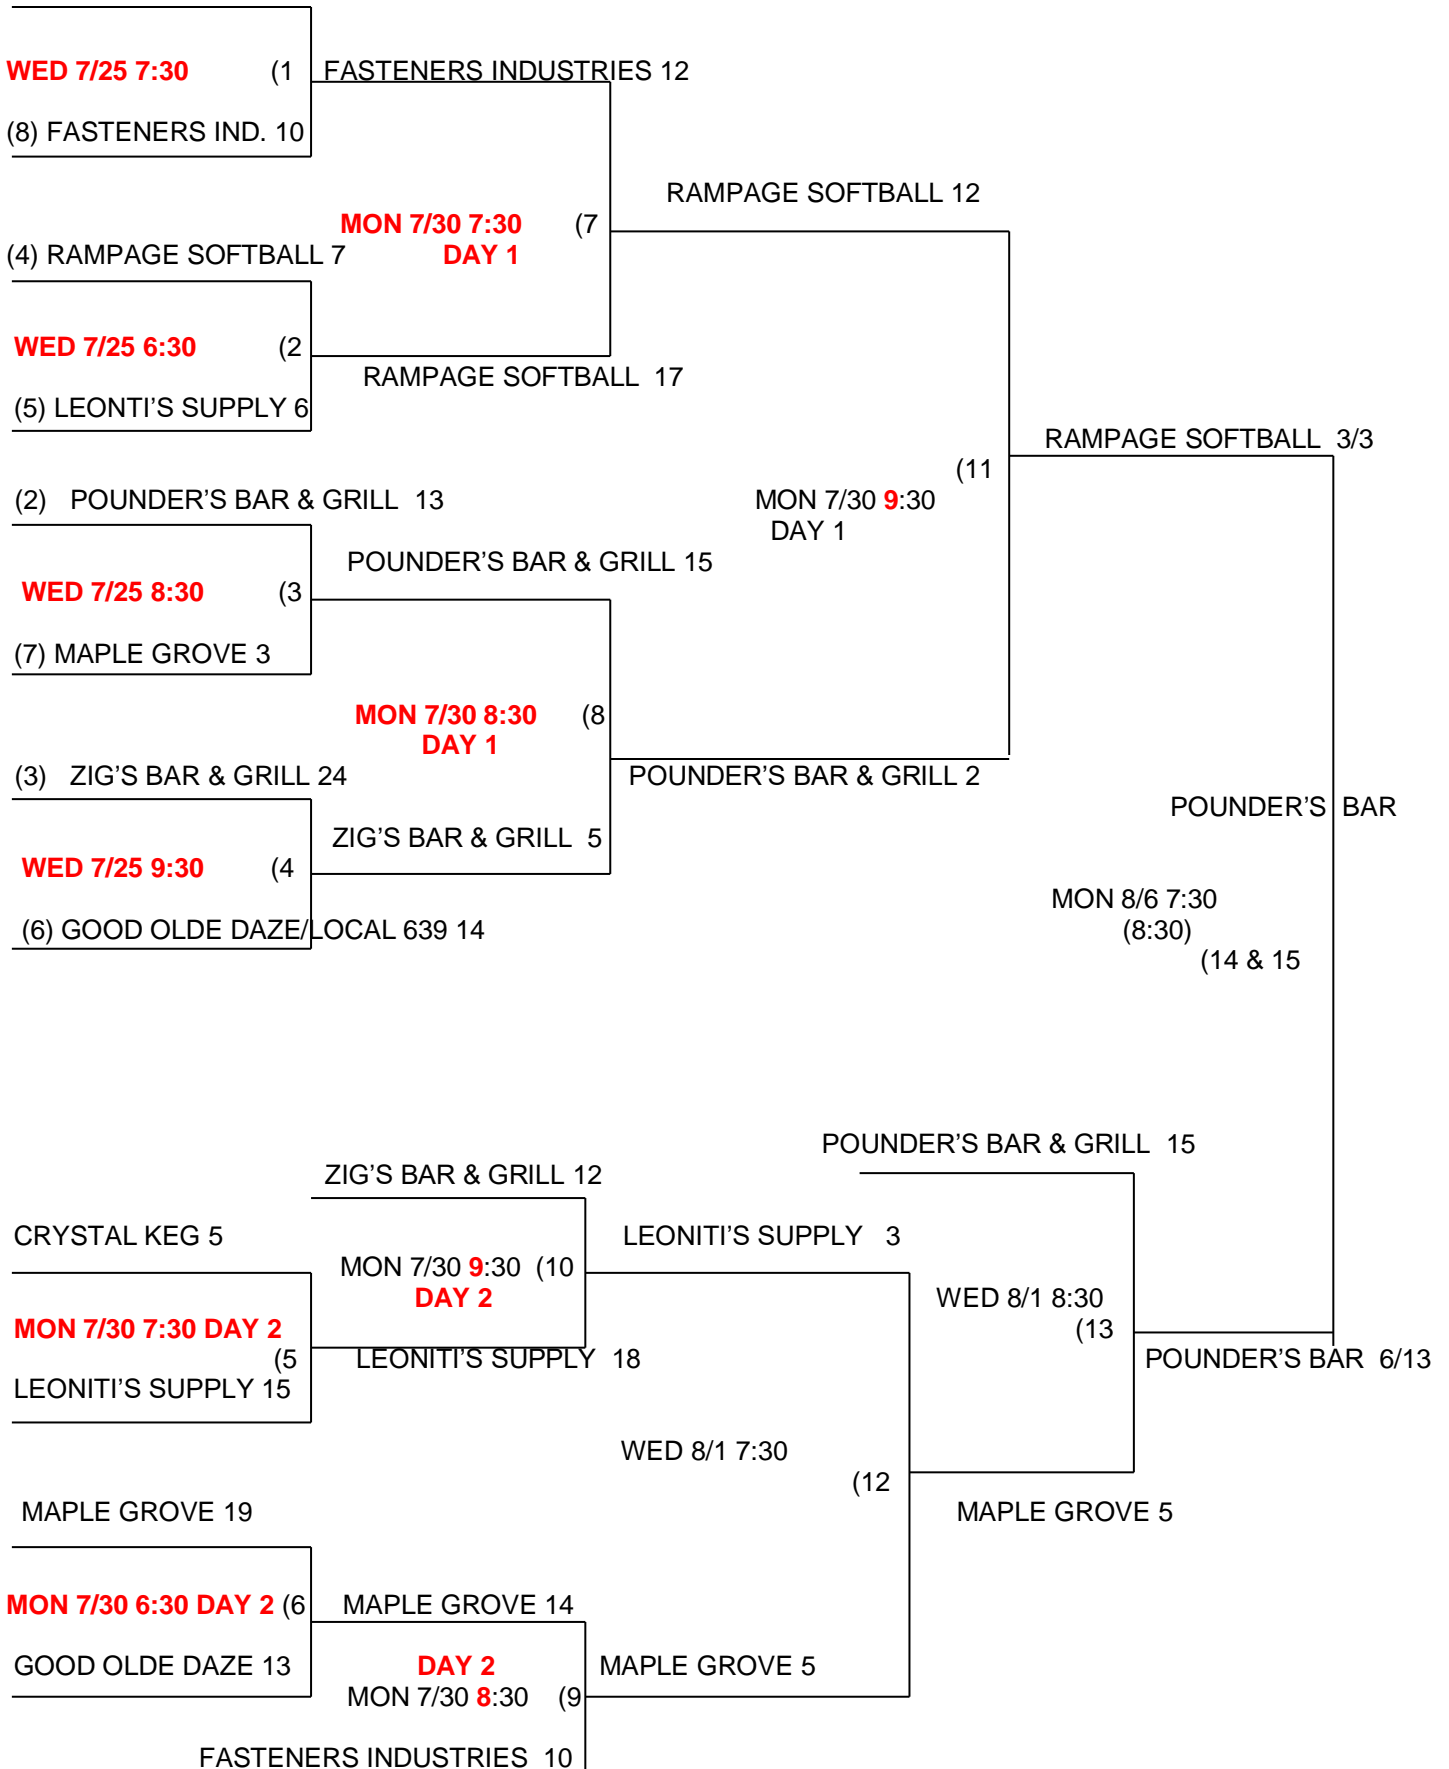 WED 7/25 7:30 (1 FASTENERS INDUSTRIES 12
(8) FASTENERS IND. 10
RAMPAGE SOFTBALL 12
MON 7/30 7:30 (7
(4) RAMPAGE SOFTBALL 7 DAY 1
WED 7/25 6:30 (2
RAMPAGE SOFTBALL 17
(5) LEONTI'S SUPPLY 6
RAMPAGE SOFTBALL 3/3
(11
(2) POUNDER'S BAR & GRILL 13 MON 7/30 9:30
DAY 1
POUNDER'S BAR & GRILL 15
WED 7/25 8:30 (3
(7) MAPLE GROVE 3
MON 7/30 8:30 (8
DAY 1
(3) ZIG'S BAR & GRILL 24 POUNDER'S BAR & GRILL 2
POUNDER'S BAR
ZIG'S BAR & GRILL 5
WED 7/25 9:30 (4
MON 8/6 7:30
(6) GOOD OLDE DAZE/LOCAL 639 14 (8:30)
(14 & 15
POUNDER'S BAR & GRILL 15
ZIG'S BAR & GRILL 12
CRYSTAL KEG 5 LEONITI'S SUPPLY 3
MON 7/30 9:30 (10
DAY 2 WED 8/1 8:30
MON 7/30 7:30 DAY 2 (13
(5 LEONITI'S SUPPLY 18 POUNDER'S BAR 6/13
LEONITI'S SUPPLY 15
WED 8/1 7:30
(12
MAPLE GROVE 19 MAPLE GROVE 5
MON 7/30 6:30 DAY 2 (6 MAPLE GROVE 14
GOOD OLDE DAZE 13 DAY 2 MAPLE GROVE 5
MON 7/30 8:30 (9
FASTENERS INDUSTRIES 10